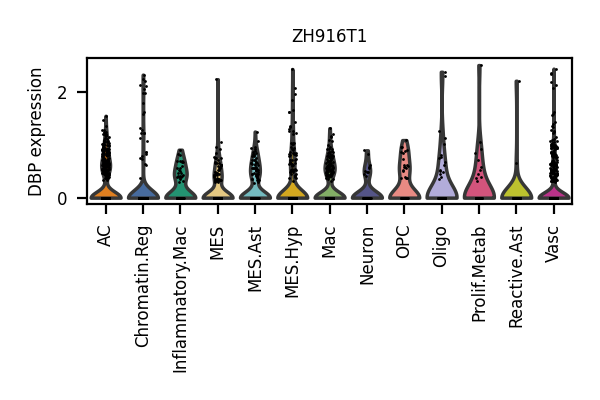 ZH916T1
DBP expression
2
0
AC
Chromatin.Reg
Inflammatory.Mac
MES
MES.Ast
MES.Hyp
Mac
Neuron
OPC
Oligo
Prolif.Metab
Reactive.Ast
Vasc